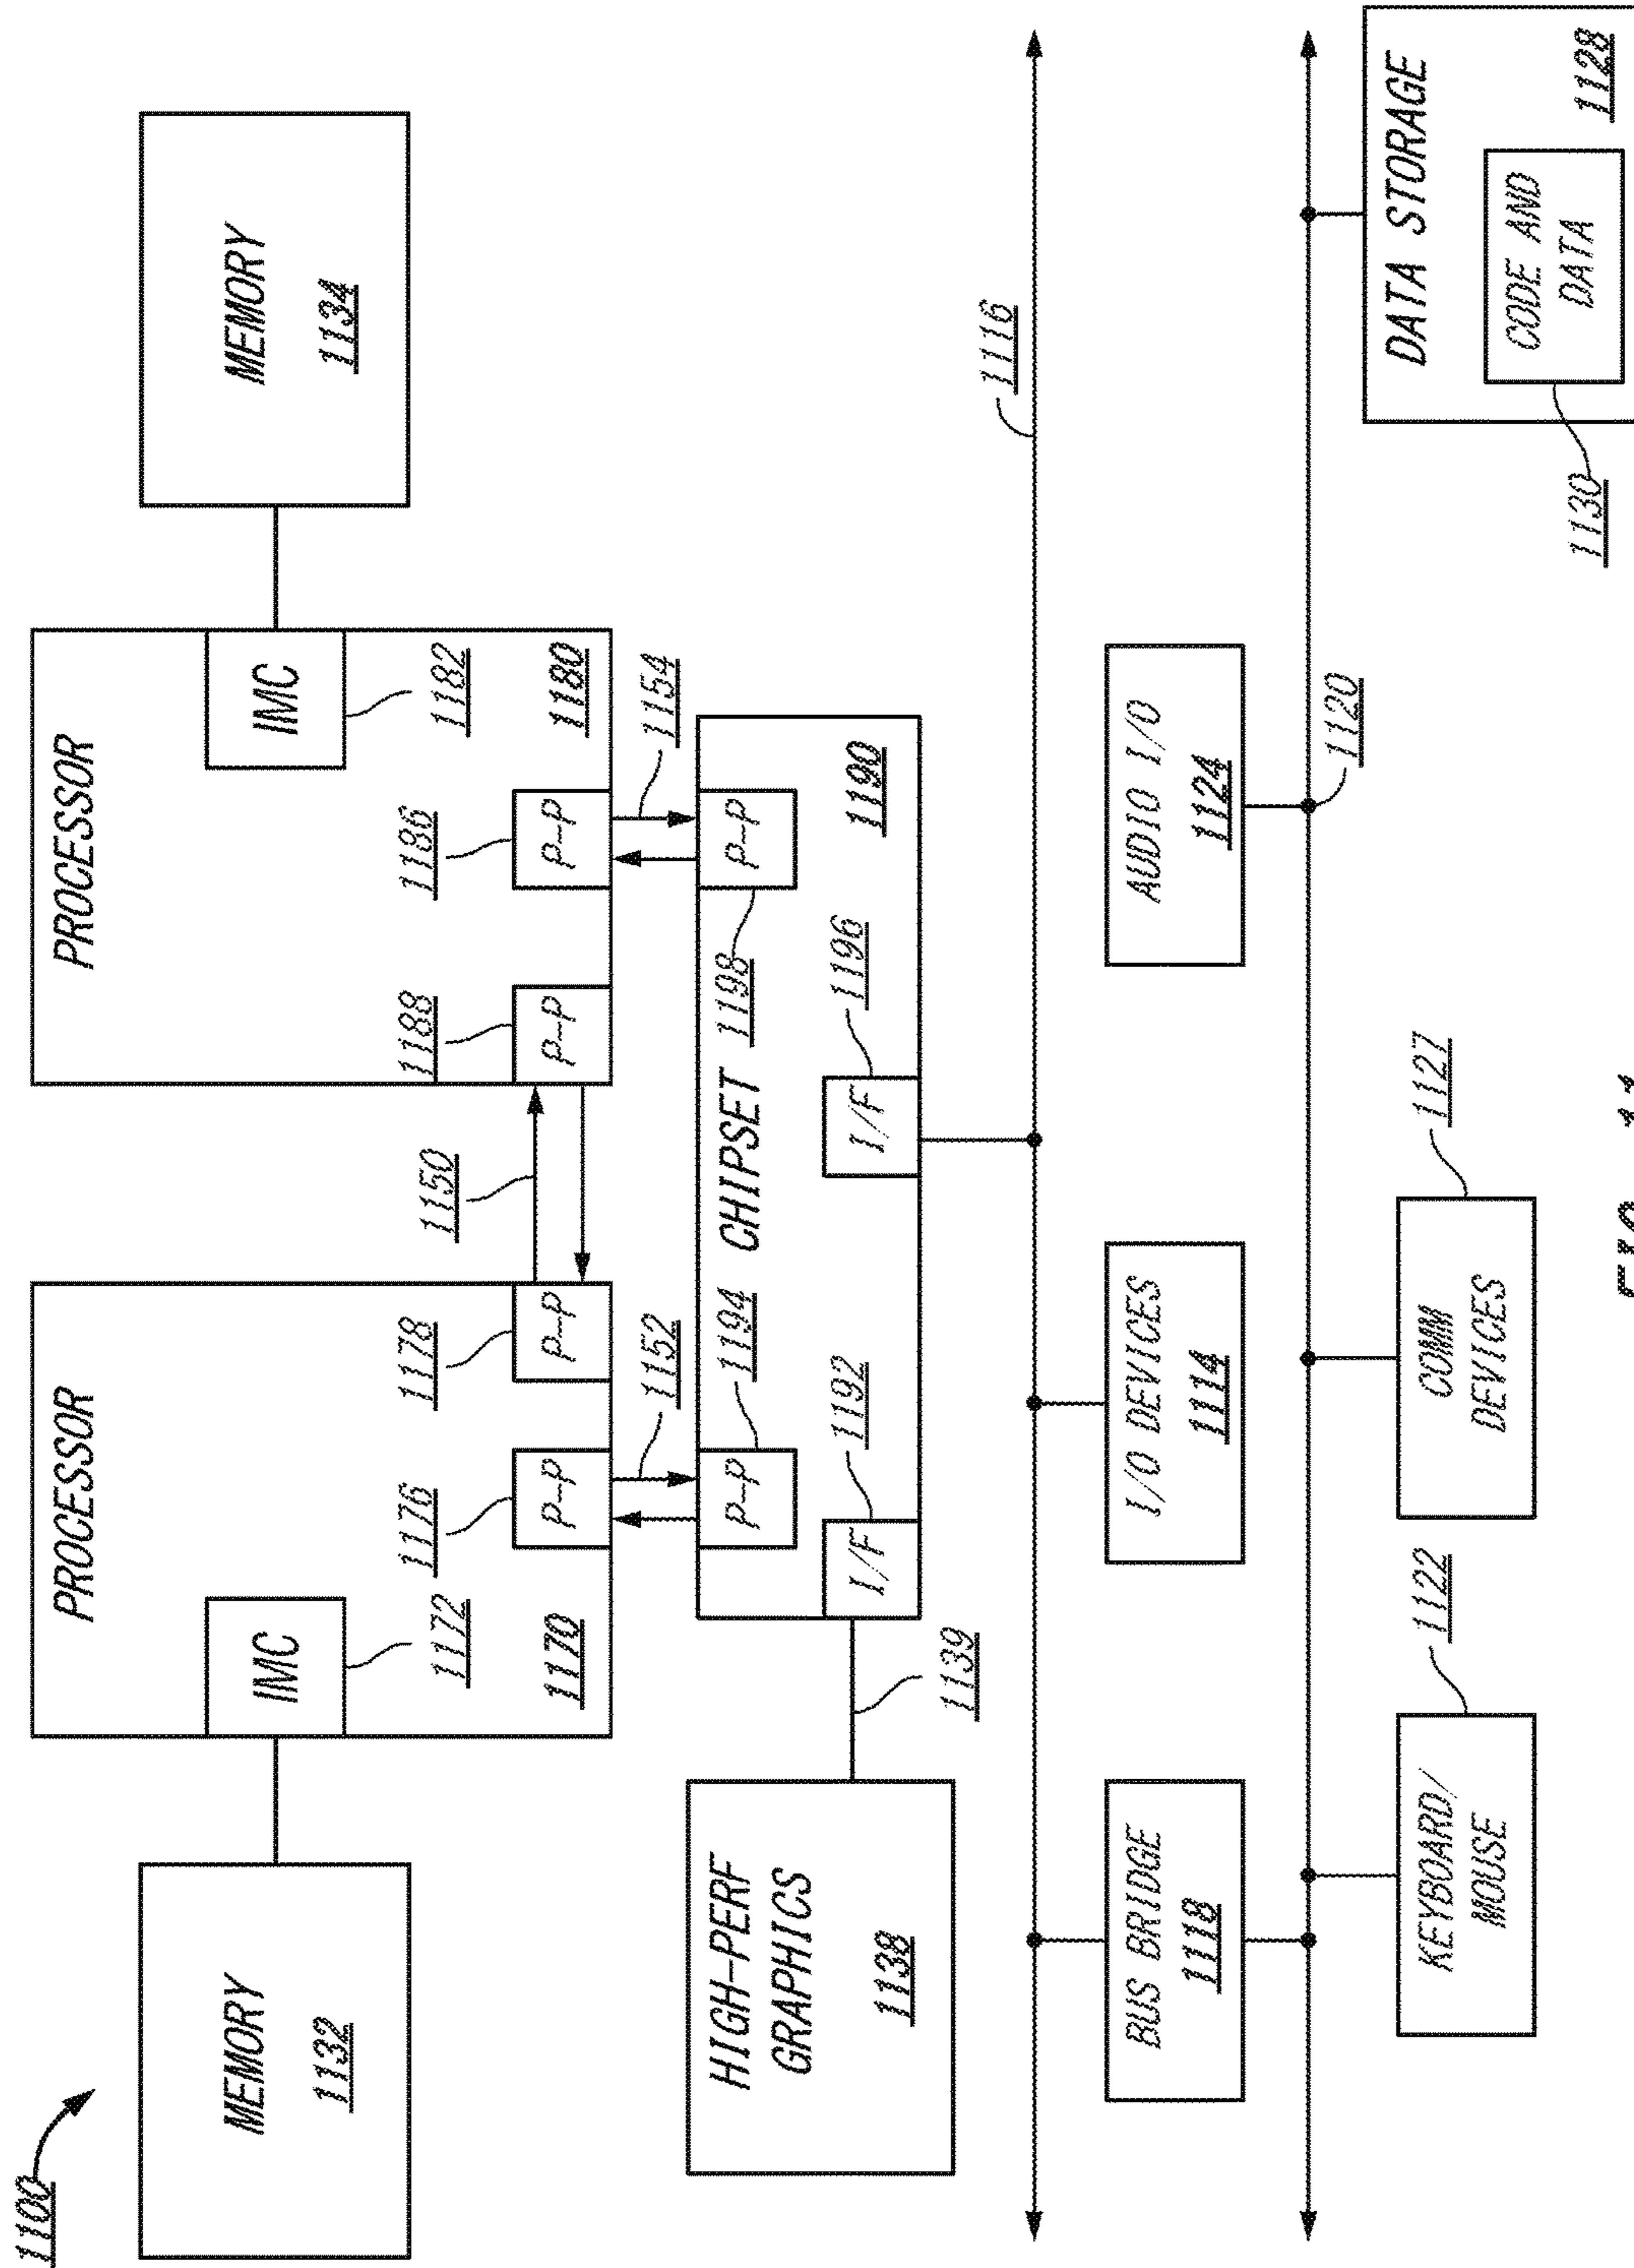 1100
MEMORY
1132
PROCESSOR
IMC
1172
1170
1176
P-P
1178
P-P
1150
PROCESSOR
1188
P-P
1186
P-P
IMC
1182
1180
MEMORY
1134
1152
1154
HIGH-PERF
GRAPHICS
1138
1139
P-P
1194
CHIPSET
1198
P-P
1190
I/F
1192
I/F
1196
1116
BUS BRIDGE
1118
I/O DEVICES
1114
AUDIO I/O
1124
1120
KEYBOARD/
MOUSE
1122
COMM
DEVICES
1127
DATA STORAGE
CODE AND
DATA
1128
1130